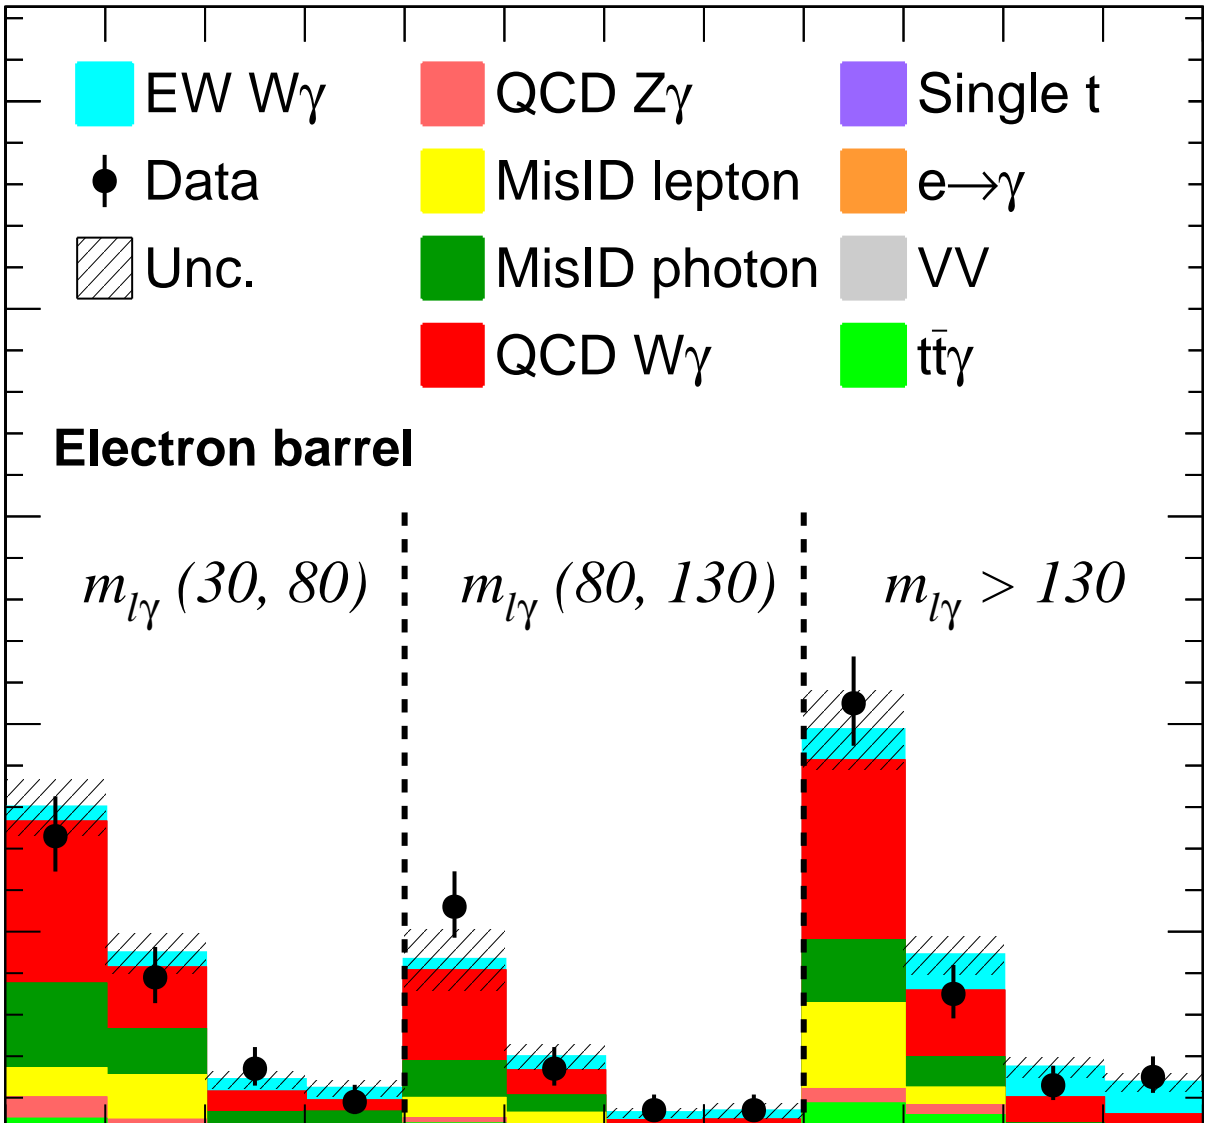 EW Wγ QCD Zγ Single t
Data MisID lepton e→γ
Unc. MisID photon VV
QCD Wγ tt̄γ
Electron barrel
m_lγ (30, 80) m_lγ (80, 130) m_lγ > 130